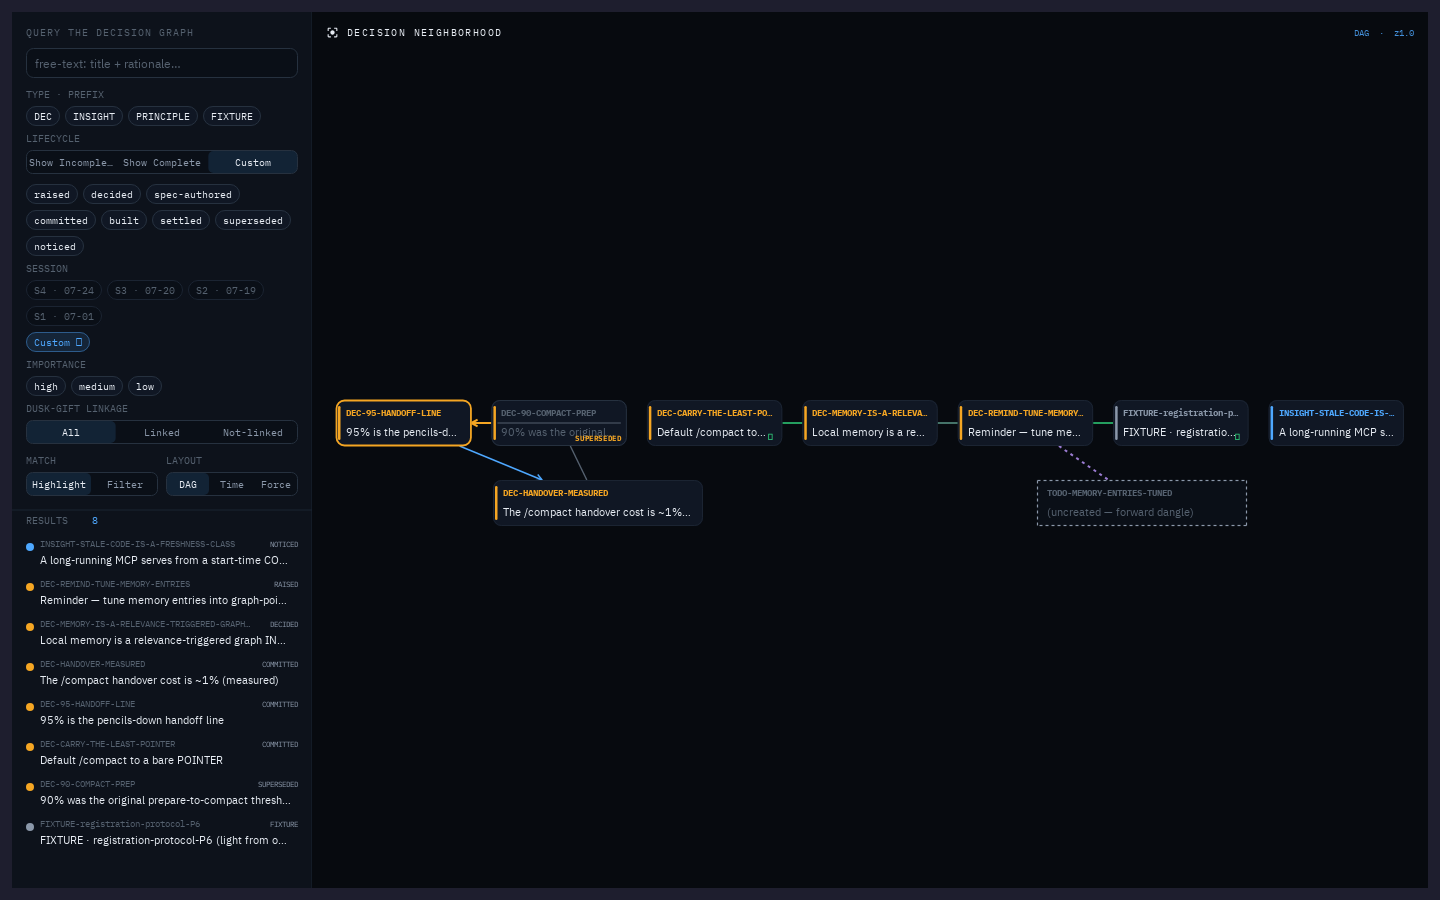 QUERY THE DECISION GRAPH
free-text: title + rationale…
TYPE · PREFIX
DEC INSIGHT PRINCIPLE FIXTURE
LIFECYCLE
Show Incomple… Show Complete Custom
raised decided spec-authored
committed built settled superseded
noticed
SESSION
S4 · 07-24 S3 · 07-20 S2 · 07-19
S1 · 07-01
Custom
IMPORTANCE
high medium low
DUSK-GIFT LINKAGE
All Linked Not-linked
MATCH LAYOUT
Highlight Filter DAG Time Force
RESULTS 8
INSIGHT-STALE-CODE-IS-A-FRESHNESS-CLASS NOTICED
A long-running MCP serves from a start-time CO…
DEC-REMIND-TUNE-MEMORY-ENTRIES RAISED
Reminder — tune memory entries into graph-poi…
DEC-MEMORY-IS-A-RELEVANCE-TRIGGERED-GRAPH… DECIDED
Local memory is a relevance-triggered graph IN…
DEC-HANDOVER-MEASURED COMMITTED
The /compact handover cost is ~1% (measured)
DEC-95-HANDOFF-LINE COMMITTED
95% is the pencils-down handoff line
DEC-CARRY-THE-LEAST-POINTER COMMITTED
Default /compact to a bare POINTER
DEC-90-COMPACT-PREP SUPERSEDED
90% was the original prepare-to-compact thresh…
FIXTURE-registration-protocol-P6 FIXTURE
FIXTURE · registration-protocol-P6 (light from o…
DECISION NEIGHBORHOOD
DAG · z1.0
DEC-95-HANDOFF-LINE
95% is the pencils-d…
DEC-90-COMPACT-PREP
90% was the original
SUPERSEDED
DEC-CARRY-THE-LEAST-PO…
Default /compact to…
DEC-MEMORY-IS-A-RELEVA…
Local memory is a re…
DEC-REMIND-TUNE-MEMORY…
Reminder — tune me…
FIXTURE-registration-p…
FIXTURE · registratio…
INSIGHT-STALE-CODE-IS-…
A long-running MCP s…
DEC-HANDOVER-MEASURED
The /compact handover cost is ~1%…
TODO-MEMORY-ENTRIES-TUNED
(uncreated — forward dangle)